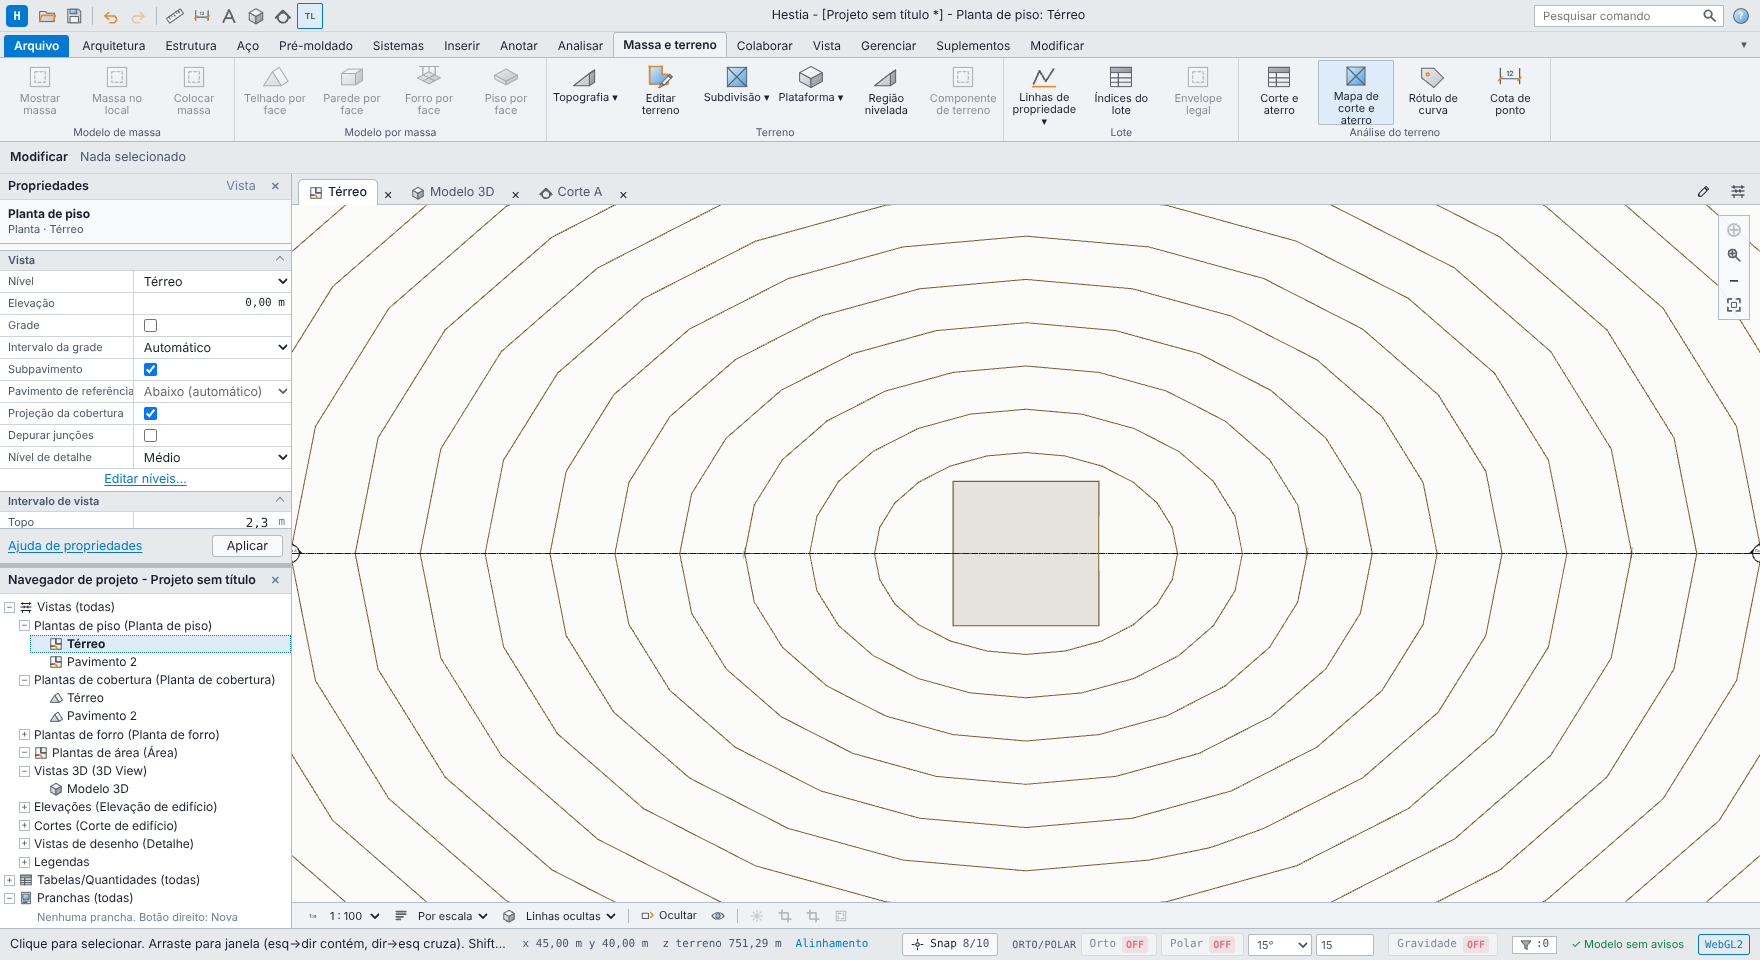 H
TL
Hestia - [Projeto sem título *] - Planta de piso: Térreo
Pesquisar comando
?
Arquivo Arquitetura Estrutura Aço Pré-moldado Sistemas Inserir Anotar Analisar Massa e terreno Colaborar Vista Gerenciar Suplementos Modificar
Mostrar massa
Massa no local
Colocar massa
Modelo de massa
Telhado por face
Parede por face
Forro por face
Piso por face
Modelo por massa
Topografia ▾
Editar terreno
Subdivisão ▾
Plataforma ▾
Região nivelada
Componente de terreno
Terreno
Linhas de propriedade ▾
Índices do lote
Envelope legal
Lote
Corte e aterro
Mapa de corte e aterro
Rótulo de curva
12
Cota de ponto
Análise do terreno
Modificar Nada selecionado
Propriedades Vista ×
Planta de piso
Planta · Térreo
Vista
Nível Térreo
Elevação 0,00 m
Grade
Intervalo da grade Automático
Subpavimento
Pavimento de referência Abaixo (automático)
Projeção da cobertura
Depurar junções
Nível de detalhe Médio
Editar níveis...
Intervalo de vista
Topo 2,3 m
Ajuda de propriedades Aplicar
Navegador de projeto - Projeto sem título ×
Vistas (todas)
Plantas de piso (Planta de piso)
Térreo
Pavimento 2
Plantas de cobertura (Planta de cobertura)
Térreo
Pavimento 2
Plantas de forro (Planta de forro)
Plantas de área (Área)
Vistas 3D (3D View)
Modelo 3D
Elevações (Elevação de edifício)
Cortes (Corte de edifício)
Vistas de desenho (Detalhe)
Legendas
Tabelas/Quantidades (todas)
Pranchas (todas)
Nenhuma prancha. Botão direito: Nova
Térreo × Modelo 3D × Corte A ×
1 : 100 Por escala Linhas ocultas Ocultar
Clique para selecionar. Arraste para janela (esq→dir contém, dir→esq cruza). Shift... x 45,00 m y 40,00 m z terreno 751,29 m Alinhamento Snap 8/10 ORTO/POLAR Orto OFF Polar OFF 15° 15 Gravidade OFF :0 ✓ Modelo sem avisos WebGL2